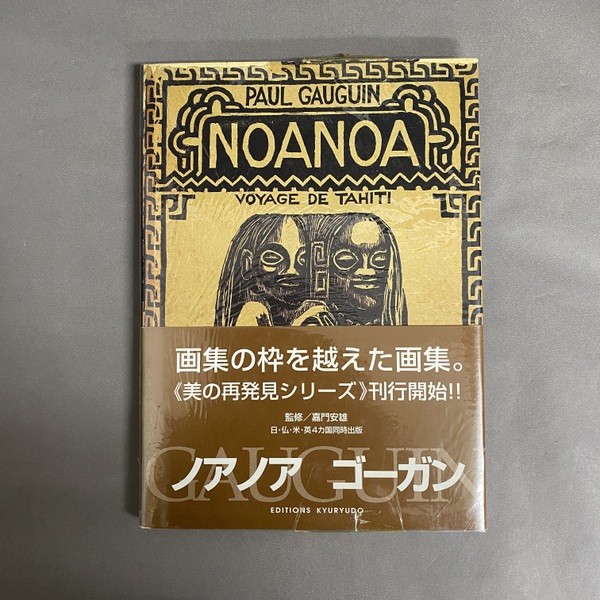 PAUL GAUGUIN
NOANOA
VOYAGE DE TAHITI
画集の枠を越えた画集。
《美の再発見シリーズ》刊行開始!!
監修／嘉門安雄
日・仏・米・英4カ国同時出版
GAUGUIN
ノアノア ゴーガン
EDITIONS KYURYUDO